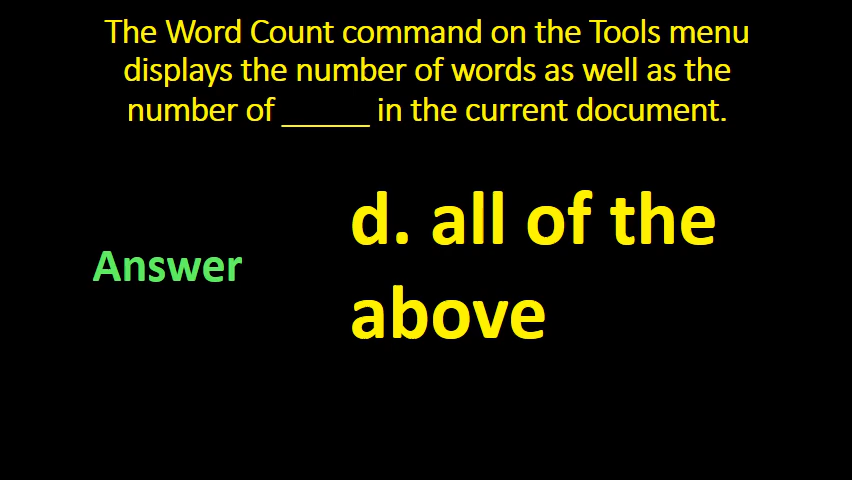 The Word Count command on the Tools menu
displays the number of words as well as the
number of _____ in the current document.
Answer
d. all of the
above